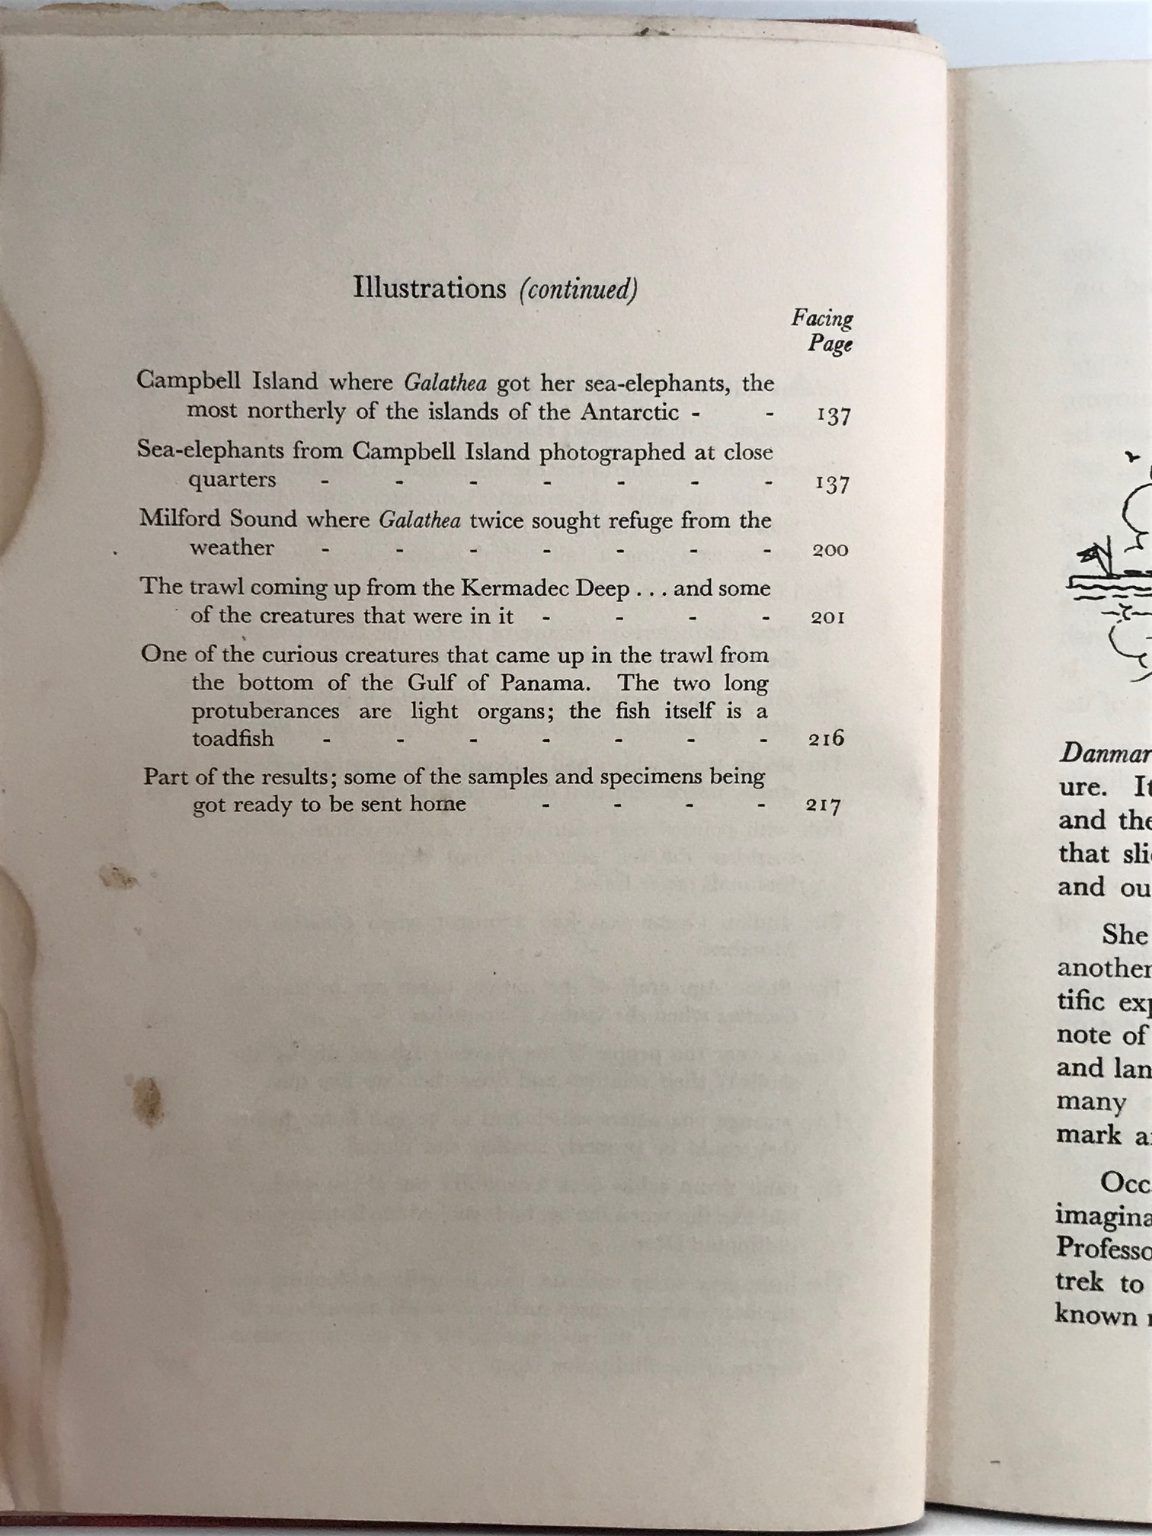 Illustrations (continued)
Facing
Page
Campbell Island where Galathea got her sea-elephants, the
most northerly of the islands of the Antarctic - - 137
Sea-elephants from Campbell Island photographed at close
quarters - - - - - - - 137
Milford Sound where Galathea twice sought refuge from the
weather - - - - - - - 200
The trawl coming up from the Kermadec Deep . . . and some
of the creatures that were in it - - - - 201
One of the curious creatures that came up in the trawl from
the bottom of the Gulf of Panama. The two long
protuberances are light organs; the fish itself is a
toadfish - - - - - - - 216
Part of the results; some of the samples and specimens being
got ready to be sent home - - - - 217
Danmar
ure. It
and the
that sli
and ou
She
another
tific exp
note of
and lan
many
mark a
Occ
imagina
Professo
trek to
known